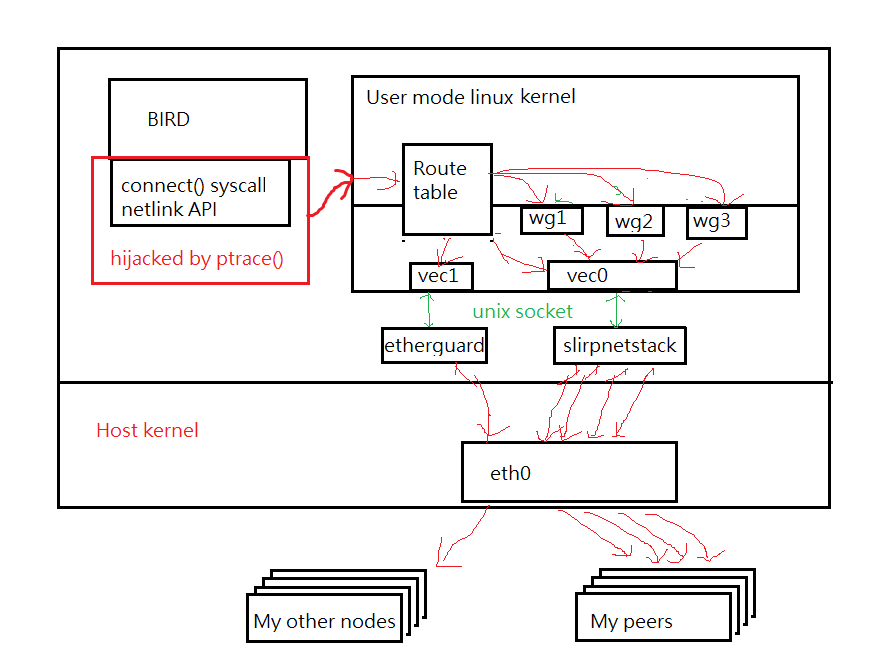 BIRD
connect() syscall
netlink API
hijacked by ptrace()
User mode linux kernel
Route
table
wg1
wg2
wg3
vec1
vec0
unix socket
etherguard
slirpnetstack
Host kernel
eth0
My other nodes
My peers